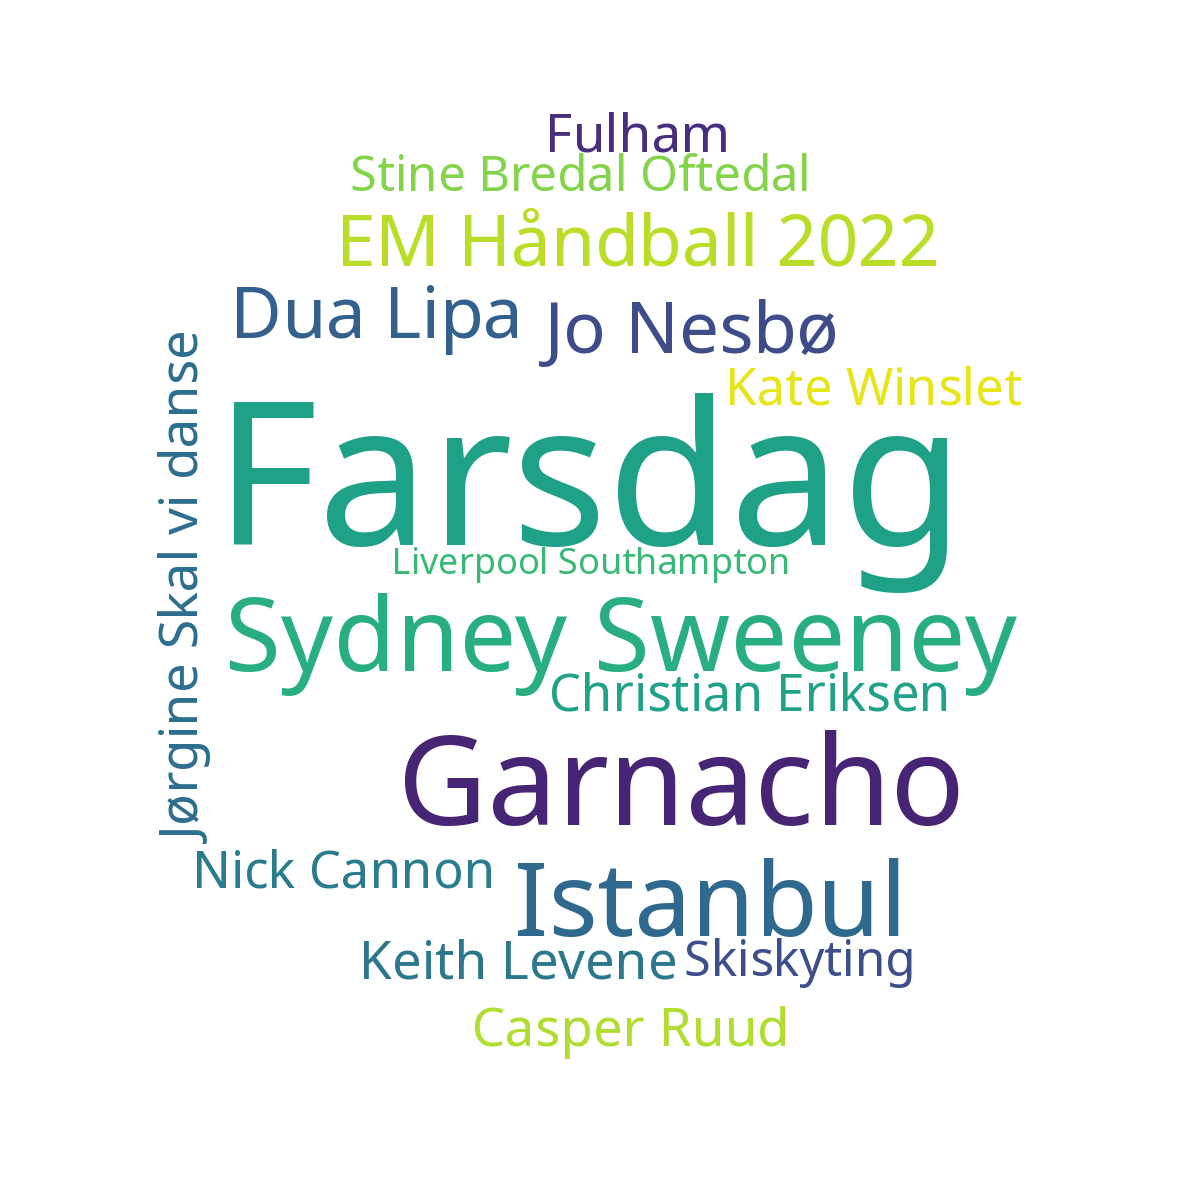 Fulham
Stine Bredal Oftedal
EM Håndball 2022
Dua Lipa
Jo Nesbø
Kate Winslet
Jørgine Skal vi danse
Farsdag
Liverpool Southampton
Sydney Sweeney
Christian Eriksen
Garnacho
Nick Cannon
Istanbul
Keith Levene
Skiskyting
Casper Ruud